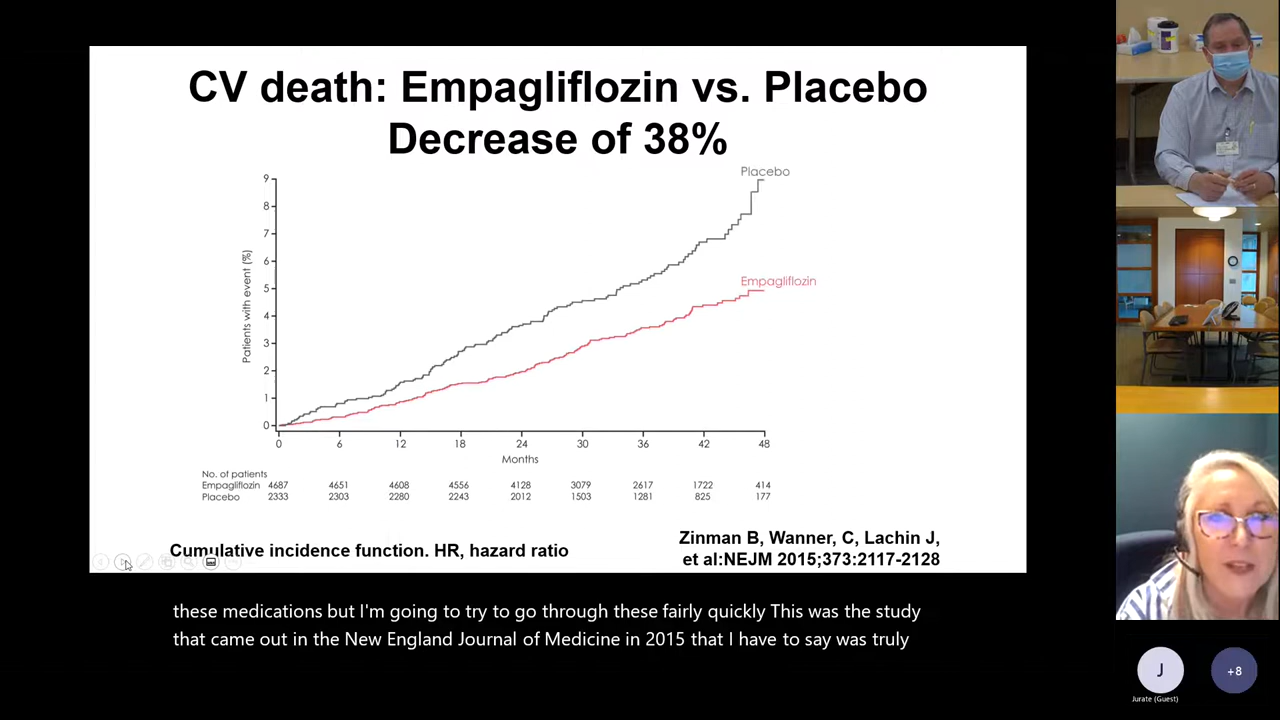 CV death: Empagliflozin vs. Placebo
Decrease of 38%
Placebo
Empagliflozin
Patients with event (%)
9
8
7
6
5
4
3
2
1
0
0 6 12 18 24 30 36 42 48
Months
No. of patients
Empagliflozin 4687 4651 4608 4556 4128 3079 2617 1722 414
Placebo 2333 2303 2280 2243 2012 1503 1281 825 177
Cumulative incidence function. HR, hazard ratio
Zinman B, Wanner, C, Lachin J,
et al:NEJM 2015;373:2117-2128
these medications but I'm going to try to go through these fairly quickly This was the study
that came out in the New England Journal of Medicine in 2015 that I have to say was truly
J
Jurate (Guest)
+8